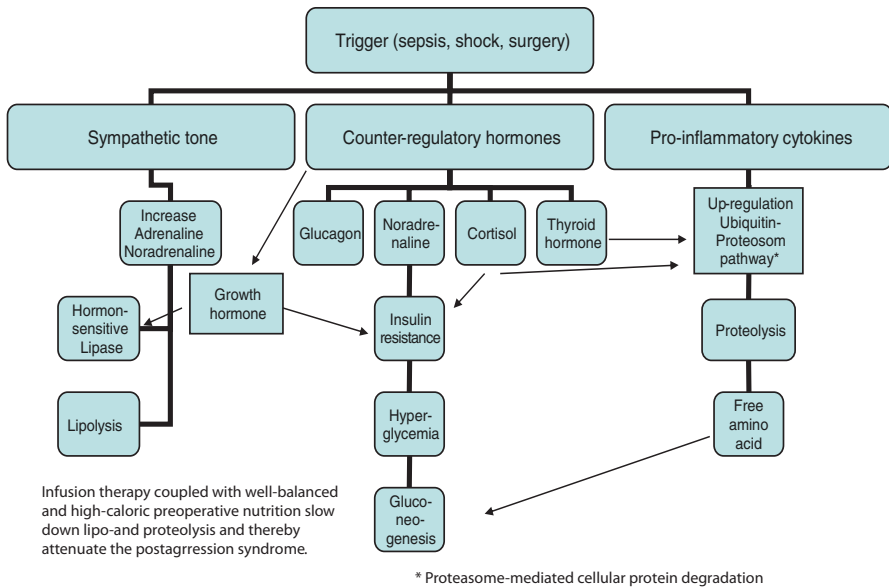 Trigger (sepsis, shock, surgery)
Sympathetic tone
Counter-regulatory hormones
Pro-inflammatory cytokines
Increase
Adrenaline
Noradrenaline
Glucagon
Noradre-
naline
Cortisol
Thyroid
hormone
Up-regulation
Ubiquitin-
Proteosom
pathway*
Growth
hormone
Hormon-
sensitive
Lipase
Insulin
resistance
Proteolysis
Lipolysis
Hyper-
glycemia
Free
amino
acid
Gluco-
neo-
genesis
Infusion therapy coupled with well-balanced
and high-caloric preoperative nutrition slow
down lipo-and proteolysis and thereby
attenuate the postagrression syndrome.
* Proteasome-mediated cellular protein degradation